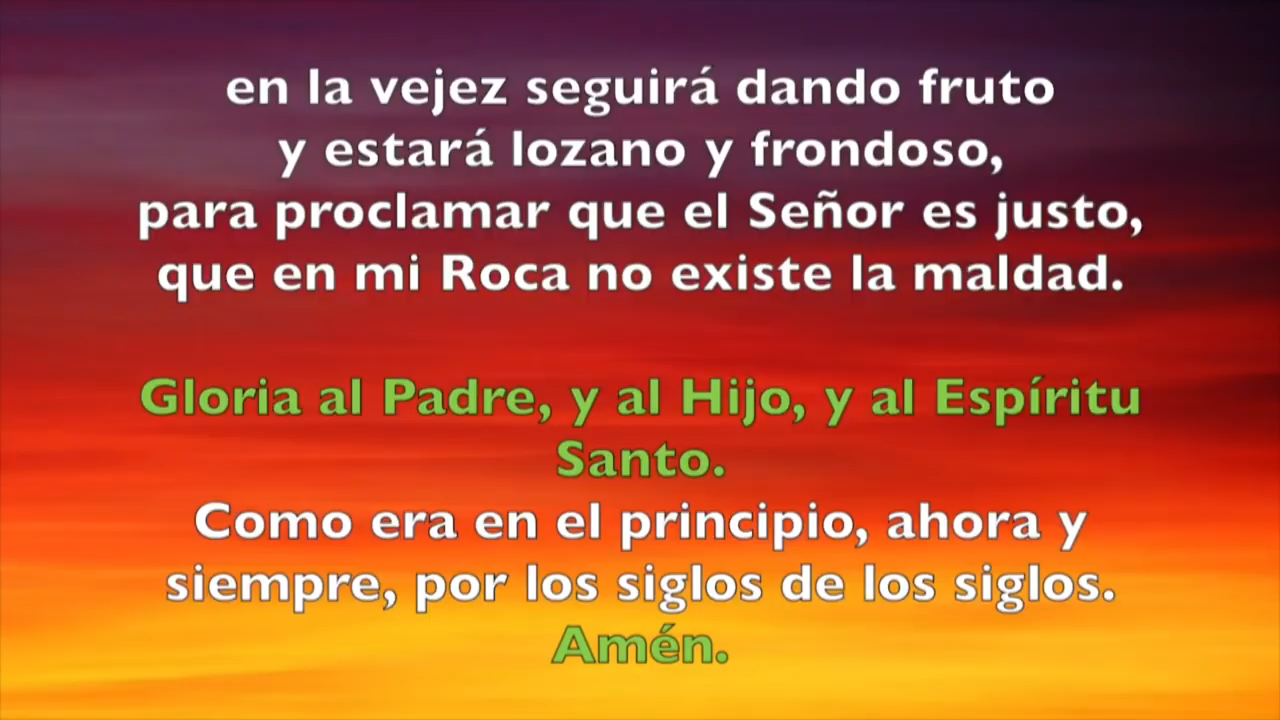 en la vejez seguirá dando fruto
y estará lozano y frondoso,
para proclamar que el Señor es justo,
que en mi Roca no existe la maldad.
Gloria al Padre, y al Hijo, y al Espíritu
Santo.
Como era en el principio, ahora y
siempre, por los siglos de los siglos.
Amén.